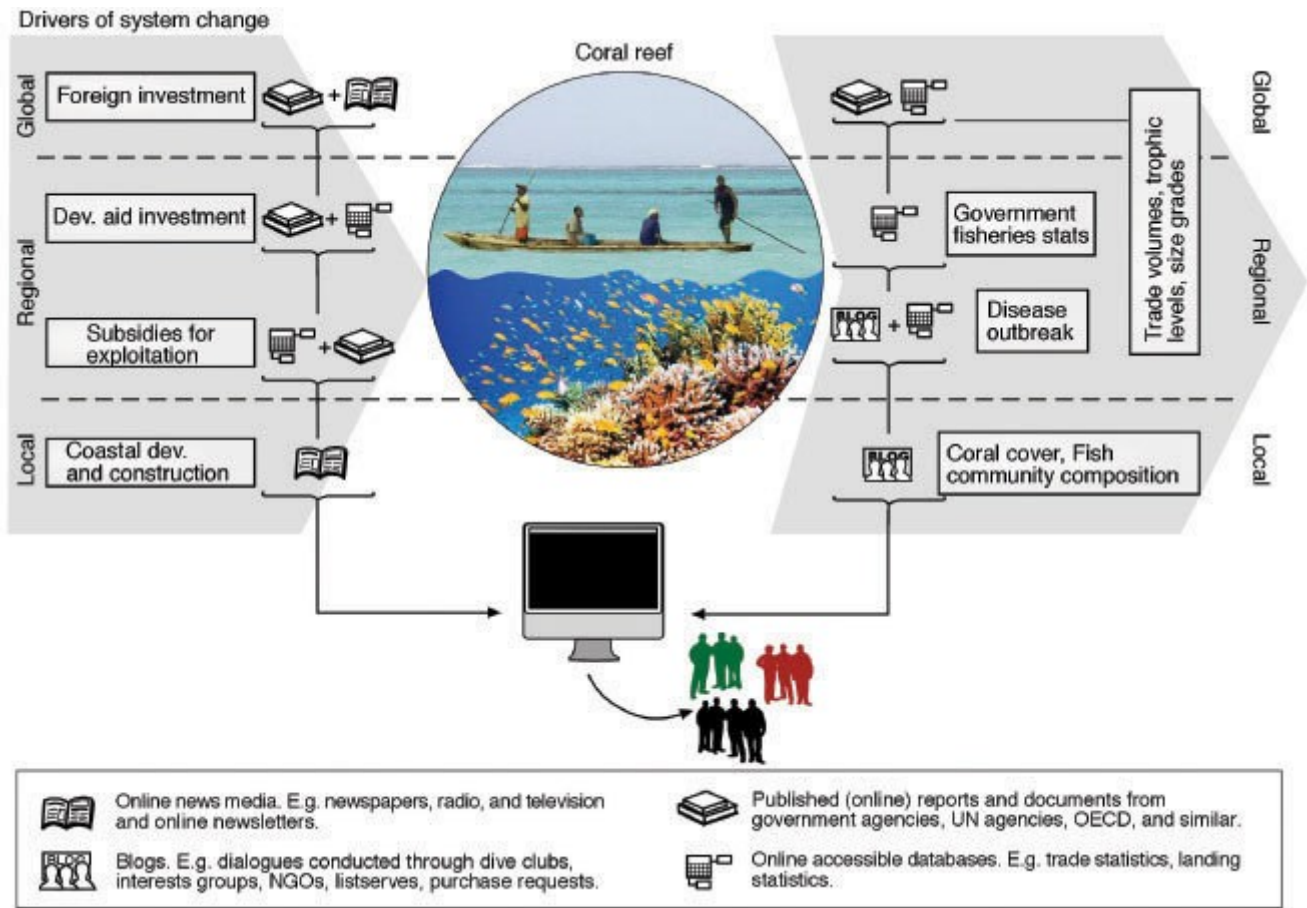 Drivers of system change
Coral reef
Global
Foreign investment
+
Regional
Dev. aid investment
+
Subsidies for
exploitation
+
Local
Coastal dev.
and construction
Global
Trade volumes, trophic
levels, size grades
Regional
Government
fisheries stats
BLOG
+
Disease
outbreak
Local
BLOG
Coral cover, Fish
community composition
Online news media. E.g. newspapers, radio, and television
and online newsletters.
BLOG
Blogs. E.g. dialogues conducted through dive clubs,
interests groups, NGOs, listserves, purchase requests.
Published (online) reports and documents from
government agencies, UN agencies, OECD, and similar.
Online accessible databases. E.g. trade statistics, landing
statistics.